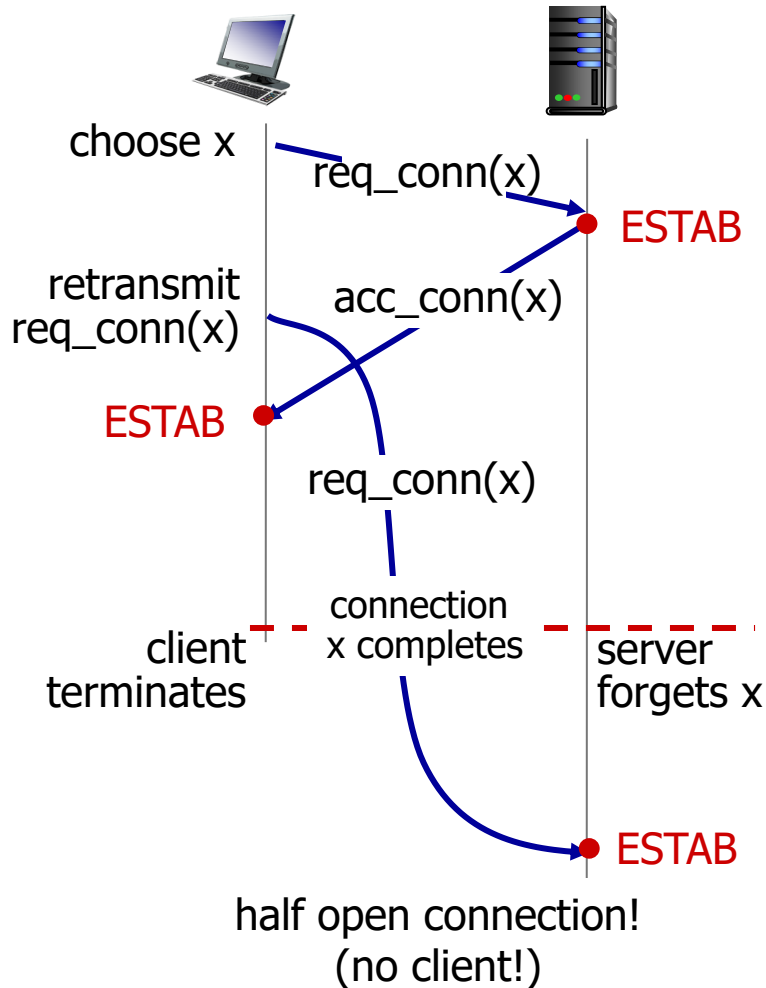 choose x
req_conn(x)
ESTAB
retransmit
req_conn(x)
acc_conn(x)
ESTAB
req_conn(x)
connection
x completes
client
terminates
server
forgets x
ESTAB
half open connection!
(no client!)